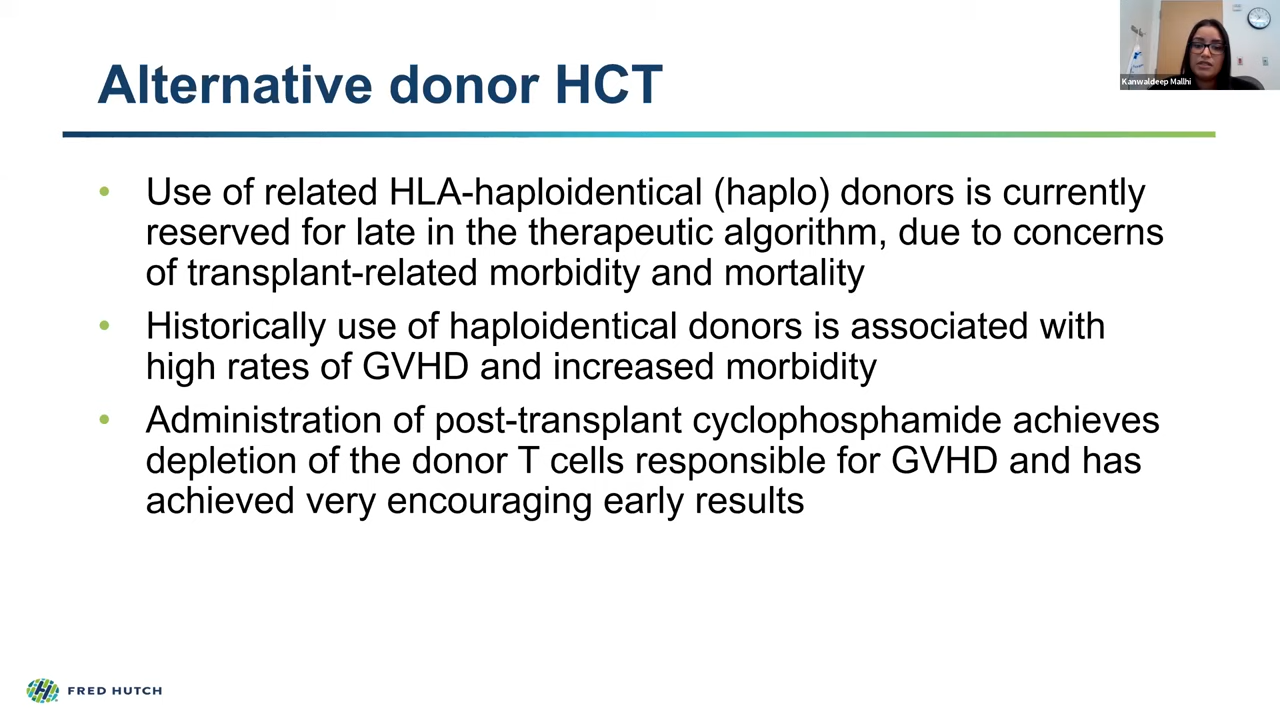 Alternative donor HCT
Kanwaldeep Mallhi
• Use of related HLA-haploidentical (haplo) donors is currently
reserved for late in the therapeutic algorithm, due to concerns
of transplant-related morbidity and mortality
• Historically use of haploidentical donors is associated with
high rates of GVHD and increased morbidity
• Administration of post-transplant cyclophosphamide achieves
depletion of the donor T cells responsible for GVHD and has
achieved very encouraging early results
FRED HUTCH